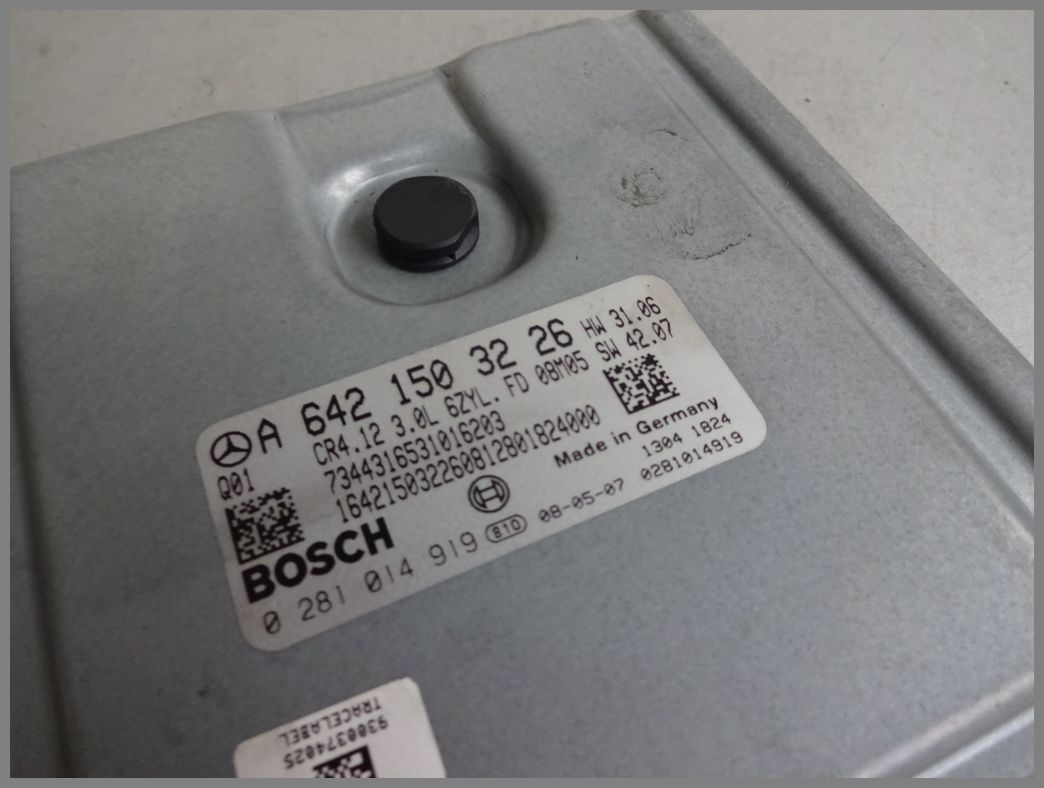 A 642 150 32 26 HW 31.06
CR4.12 3.0L 6ZYL. FD 08M05 SW 42.07
7344316531016203
164215032260812801824000
Q01
Made in Germany
1304 1824
BOSCH
0 281 014 919 810 08-05-07 0281014919
9300374025
TRACELABEL